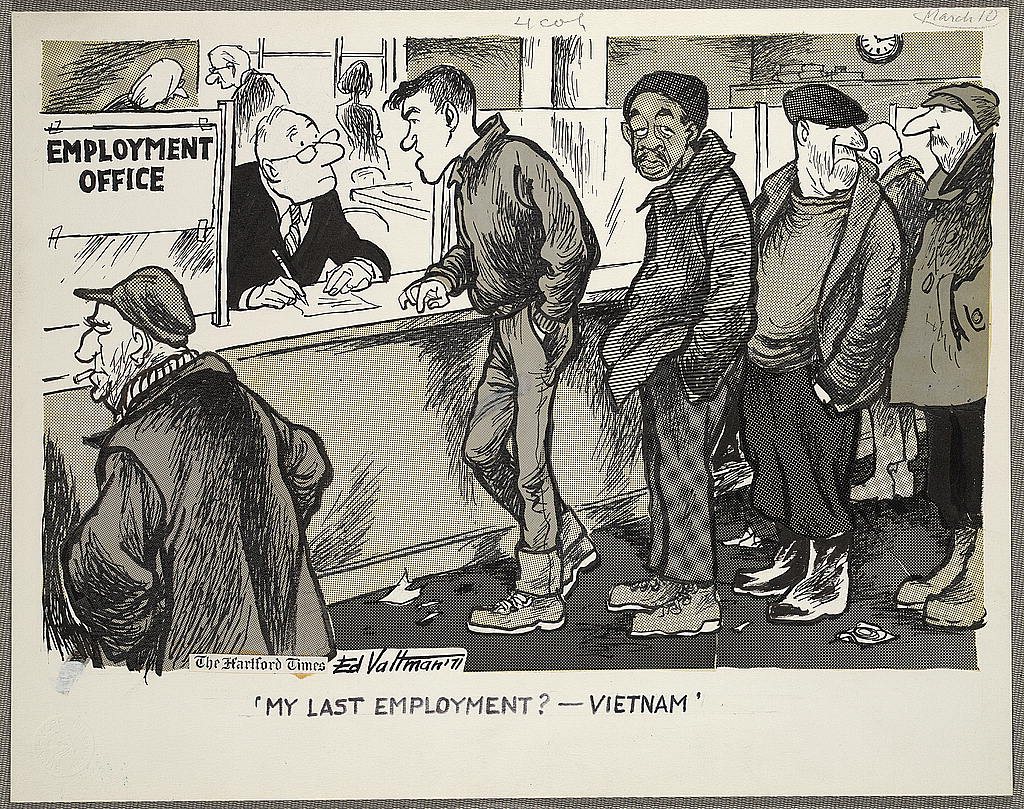 4 col
March 10
EMPLOYMENT
OFFICE
The Hartford Times
Ed Valtman '71
'MY LAST EMPLOYMENT? — VIETNAM'